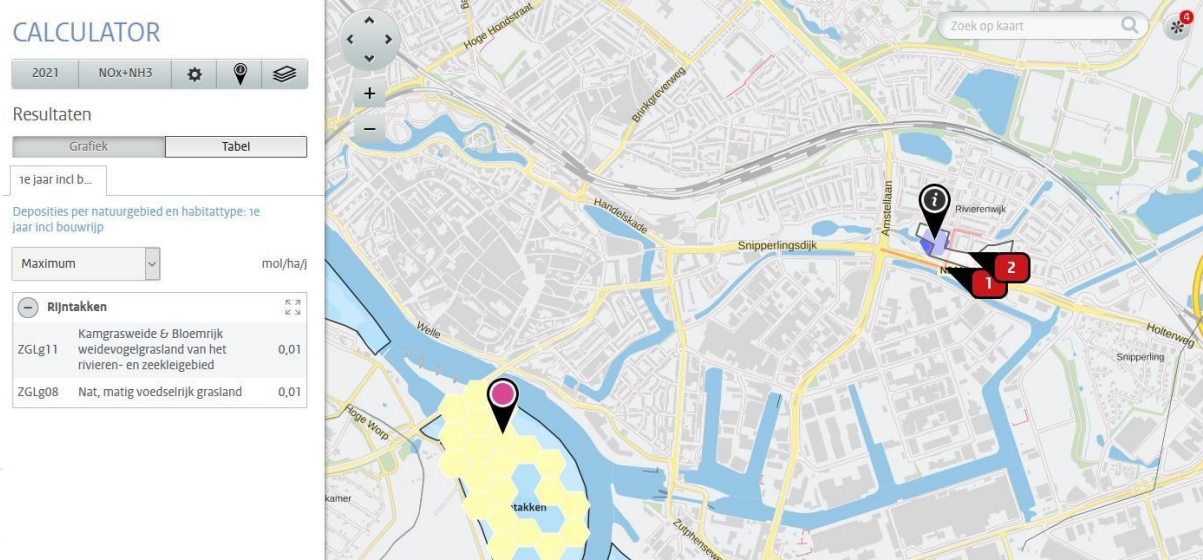 CALCULATOR
2021
NOx+NH3
Resultaten
Grafiek
Tabel
1e jaar incl b...
Deposities per natuurgebied en habitattype: 1e
jaar incl bouwrijp
Maximum
mol/ha/j
Rijntakken
ZGLg11
Kamgrasweide & Bloemrijk
weidevogelgrasland van het
rivieren- en zeekleigebied
0,01
ZGLg08
Nat, matig voedselrijk grasland
0,01
Zoek op kaart
4
Hoge Hondstraat
Brinkgreverweg
Handelskade
Amstellaan
Rivierenwijk
Snipperlingsdijk
2
1
Holterweg
Snipperling
Welle
Hoge Worp
kamer
takken
Zutphensew